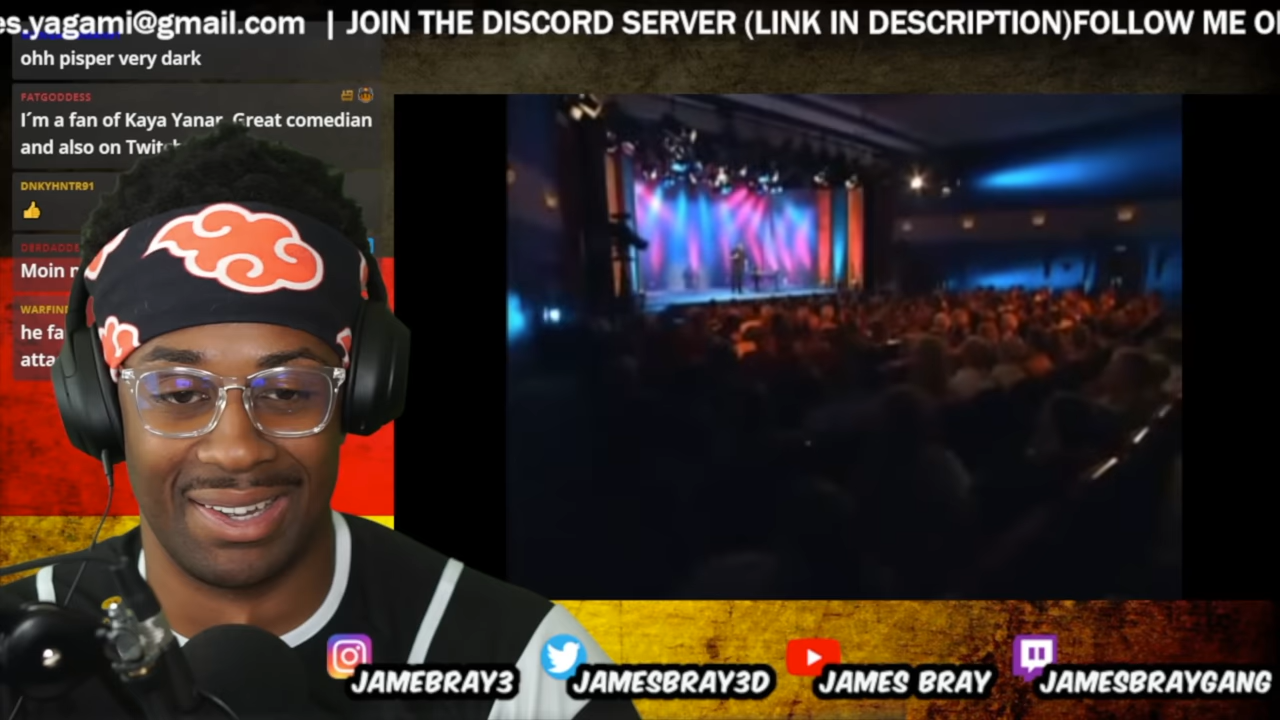 es.yagami@gmail.com | JOIN THE DISCORD SERVER (LINK IN DESCRIPTION)FOLLOW ME O
ohh pisper very dark
FATGODDESS
I´m a fan of Kaya Yanar, Great comedian
and also on Twitch
DNKYHNTR91
Moin
he fa
atta
JAMEBRAY3
JAMESBRAY3D
JAMES BRAY
JAMESBRAYGANG